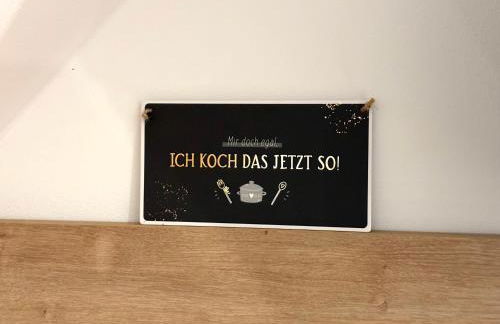 Mir doch egal,
ICH KOCH DAS JETZT SO!